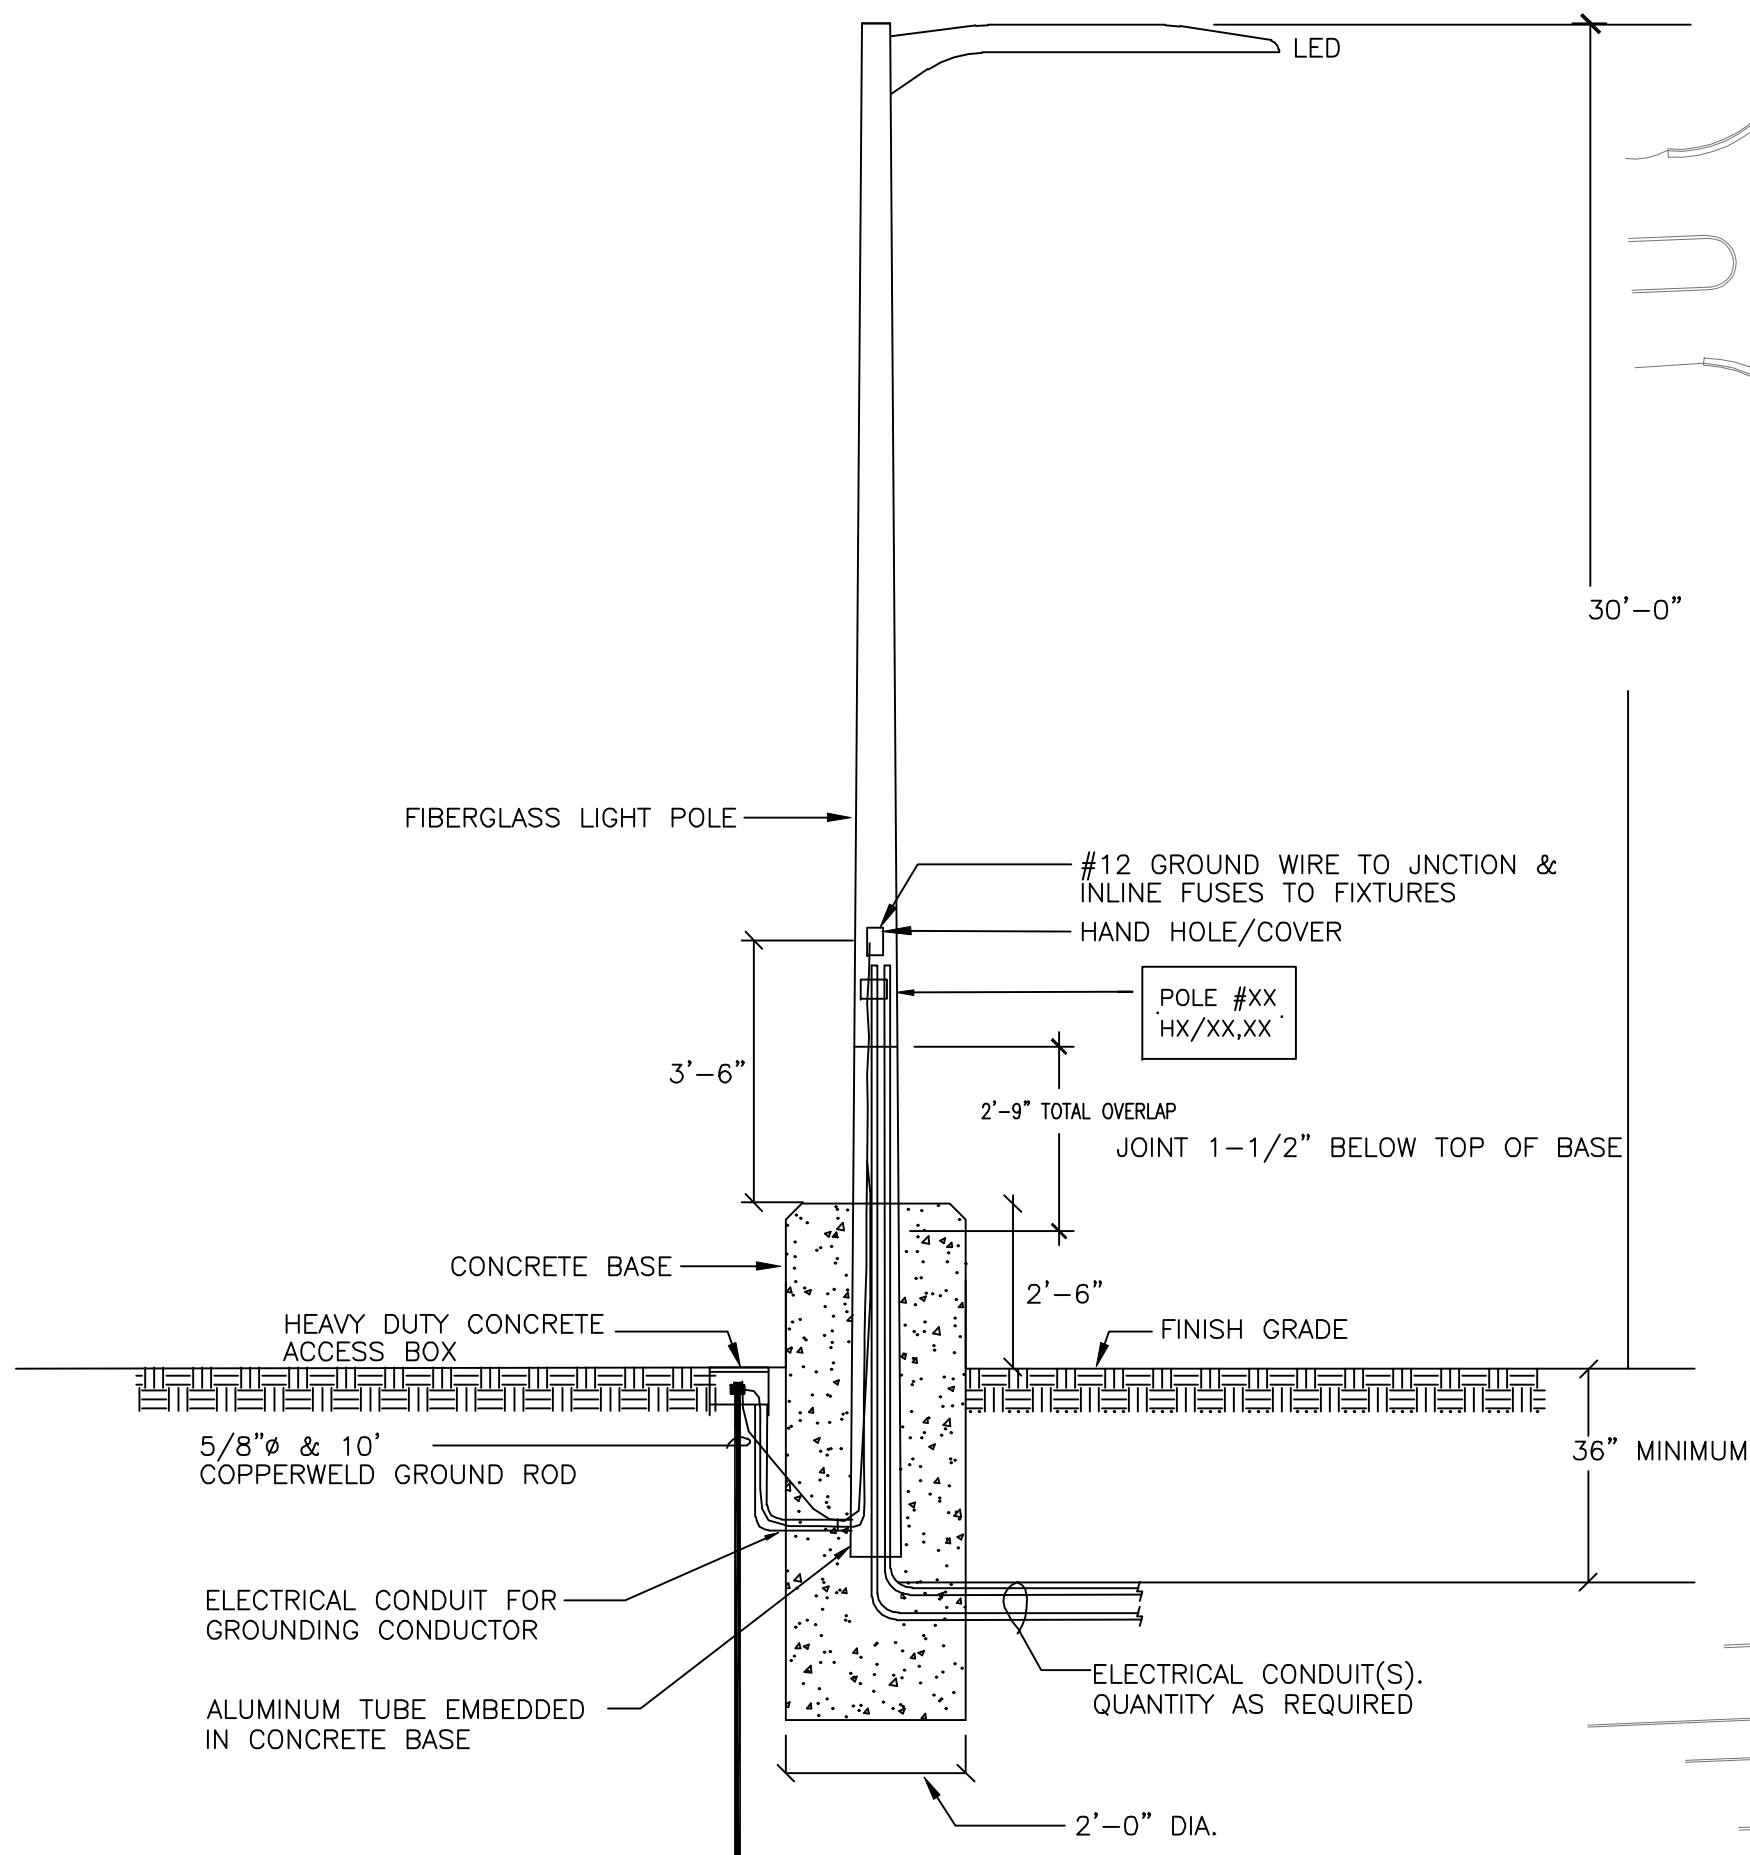 LED
30'-0"
FIBERGLASS LIGHT POLE
#12 GROUND WIRE TO JNCTION &
INLINE FUSES TO FIXTURES
HAND HOLE/COVER
POLE #XX
HX/XX,XX
3'-6"
2'-9" TOTAL OVERLAP
JOINT 1-1/2" BELOW TOP OF BASE
CONCRETE BASE
2'-6"
HEAVY DUTY CONCRETE
ACCESS BOX
FINISH GRADE
5/8"ø & 10'
COPPERWELD GROUND ROD
36" MINIMUM
ELECTRICAL CONDUIT FOR
GROUNDING CONDUCTOR
ELECTRICAL CONDUIT(S).
QUANTITY AS REQUIRED
ALUMINUM TUBE EMBEDDED
IN CONCRETE BASE
2'-0" DIA.